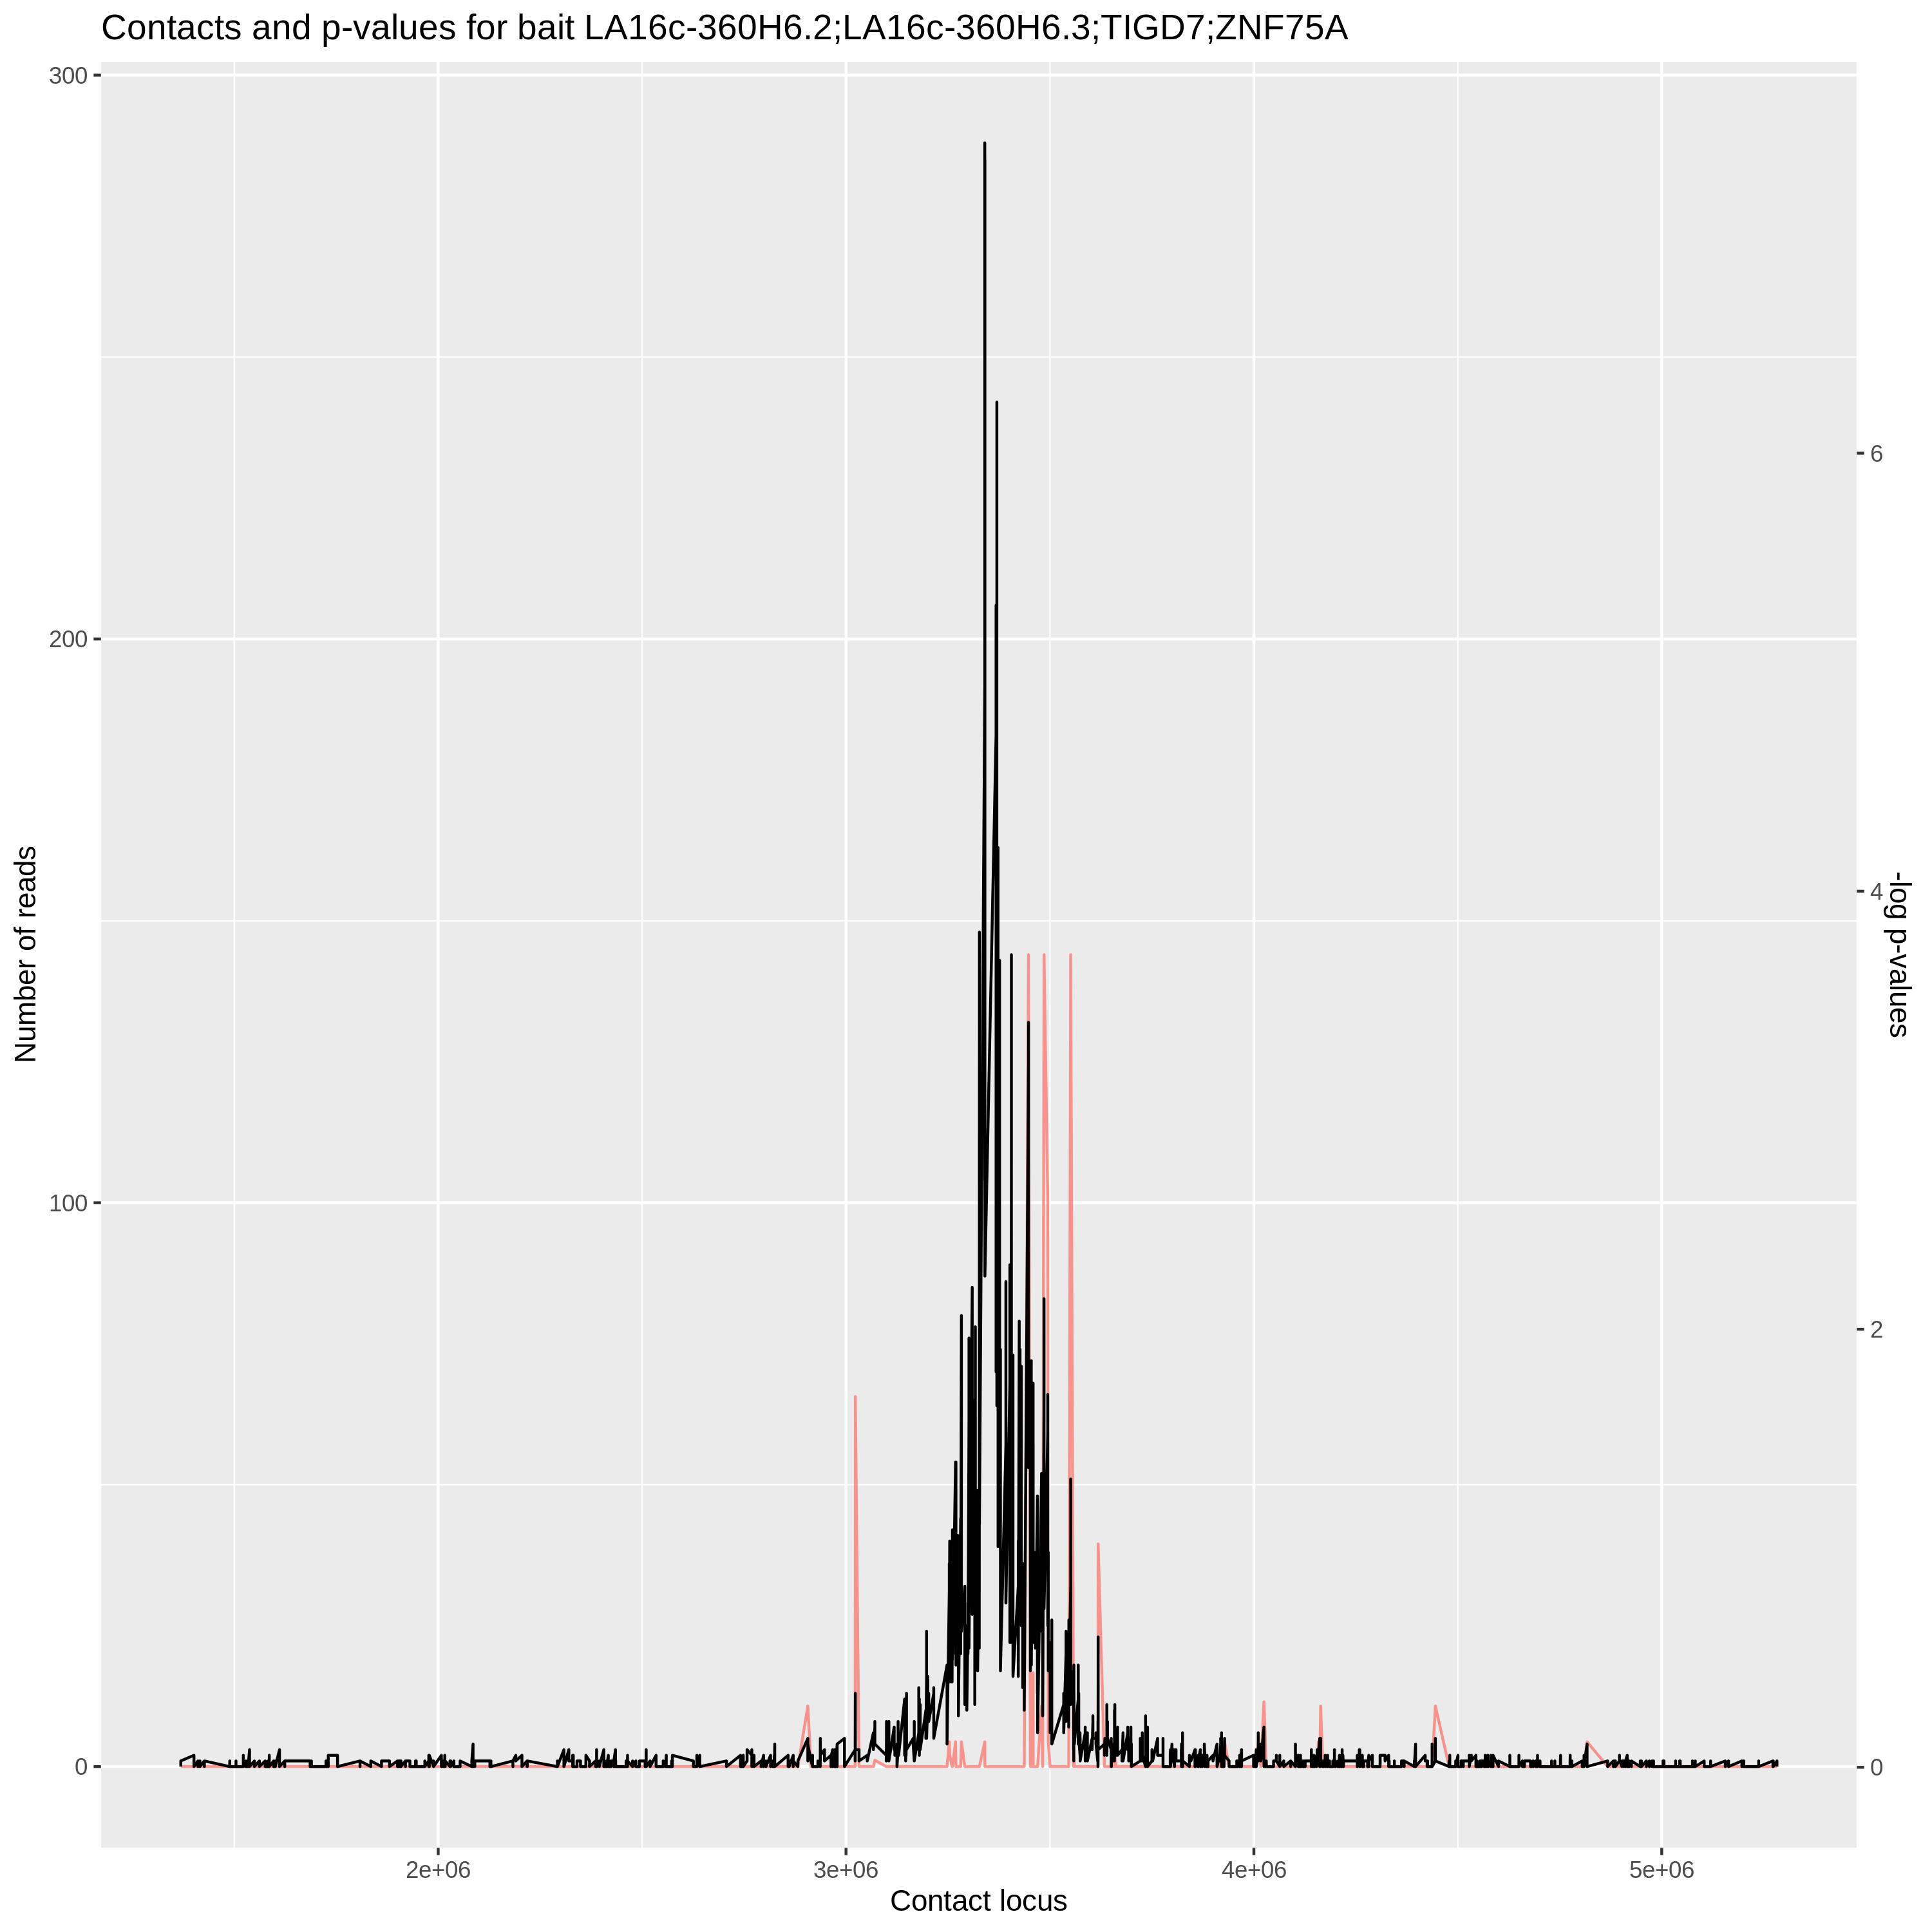 Contacts and p-values for bait LA16c-360H6.2;LA16c-360H6.3;TIGD7;ZNF75A
300
200
100
0
Number of reads
6
4
2
0
-log p-values
2e+06
3e+06
4e+06
5e+06
Contact locus